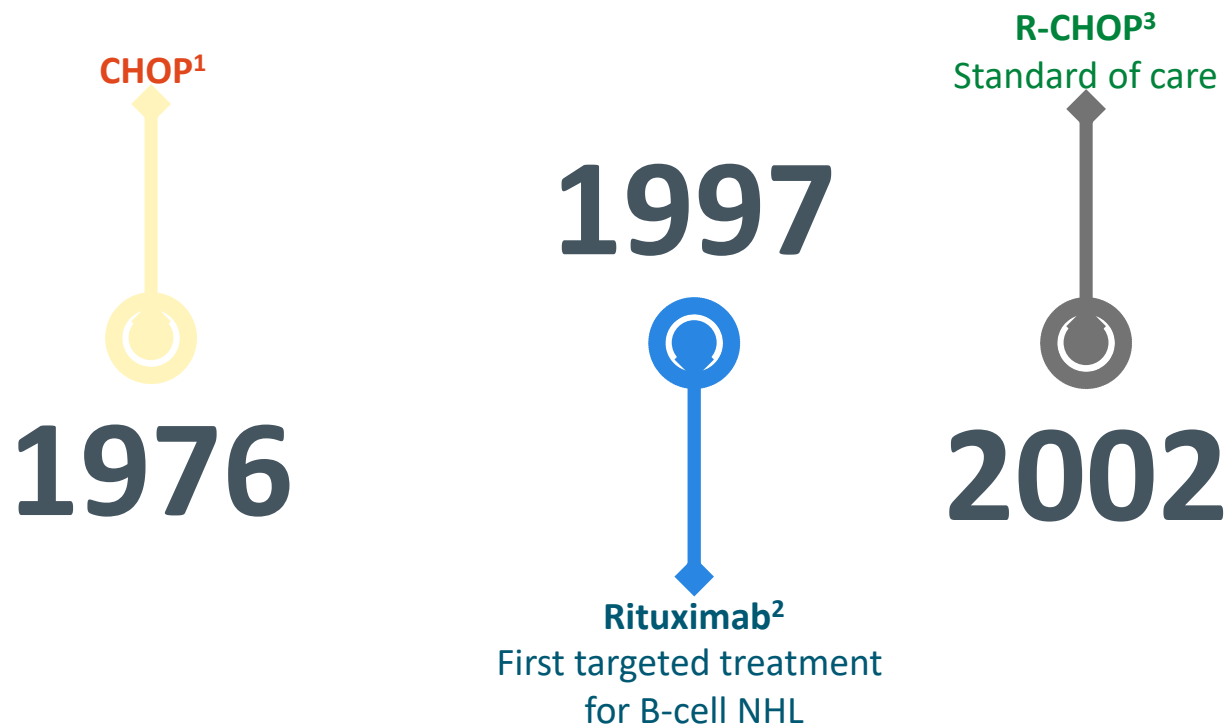 CHOP¹
1976
1997
Rituximab²
First targeted treatment
for B-cell NHL
R-CHOP³
Standard of care
2002